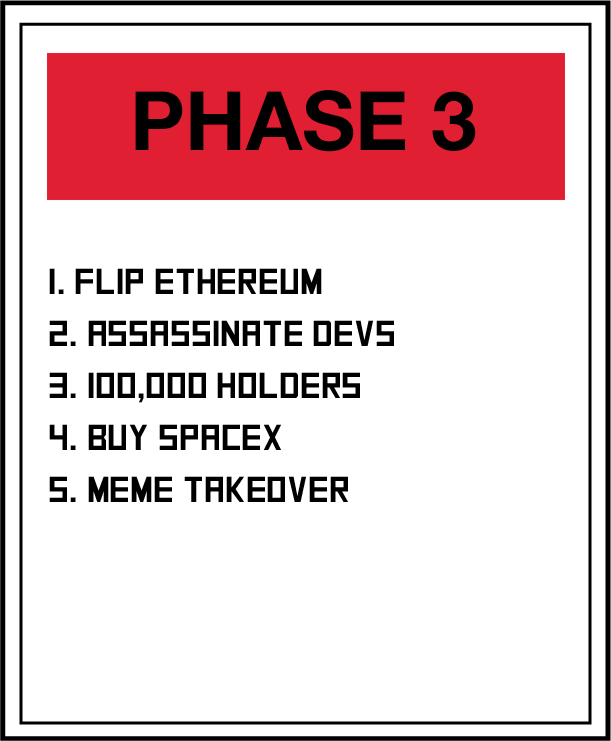 PHASE 3
1. FLIP ETHEREUM
2. ASSASSINATE DEVS
3. 100,000 HOLDERS
4. BUY SPACEX
5. MEME TAKEOVER